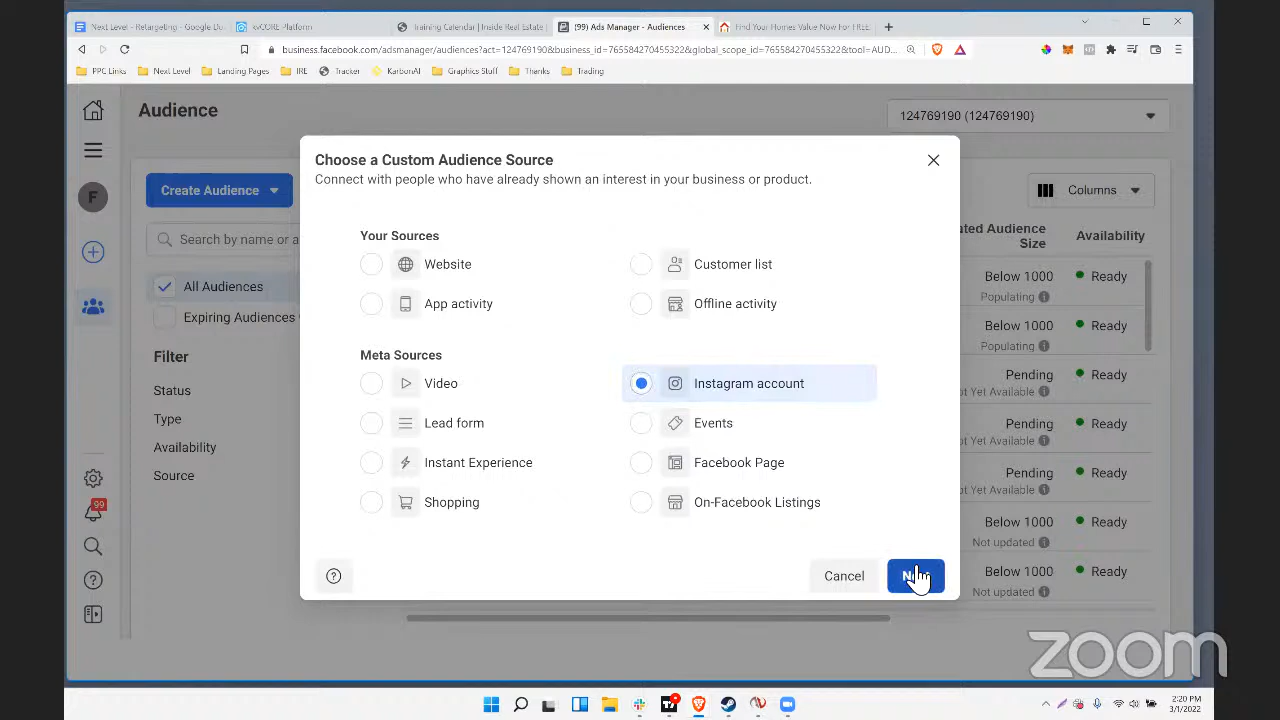 Next Level - Retargeting - Google Do
kvCORE Platform
Training Calendar | Inside Real Estate
(99) Ads Manager - Audiences
Find Your Homes Value Now For FREE
business.facebook.com/adsmanager/audiences?act=124769190&business_id=765584270455322&global_scope_id=765584270455322&tool=AUD...
PPC Links
Next Level
Landing Pages
IRE
Tracker
KarbonAI
Graphics Stuff
Thanks
Trading
Audience
124769190 (124769190)
Choose a Custom Audience Source
Connect with people who have already shown an interest in your business or product.
Create Audience
Columns
F
Search by name or a
ated Audience
Size
Availability
Your Sources
Website
Customer list
App activity
Offline activity
All Audiences
Expiring Audiences
Below 1000
Ready
Populating
Below 1000
Ready
Populating
Filter
Status
Type
Availability
Source
Meta Sources
Video
Instagram account
Lead form
Events
Instant Experience
Facebook Page
Shopping
On-Facebook Listings
Pending
Ready
ot Yet Available
Pending
Ready
ot Yet Available
Pending
Ready
ot Yet Available
Below 1000
Ready
Not updated
Below 1000
Ready
Not updated
99
Cancel
zoom
2:20 PM
3/1/2022